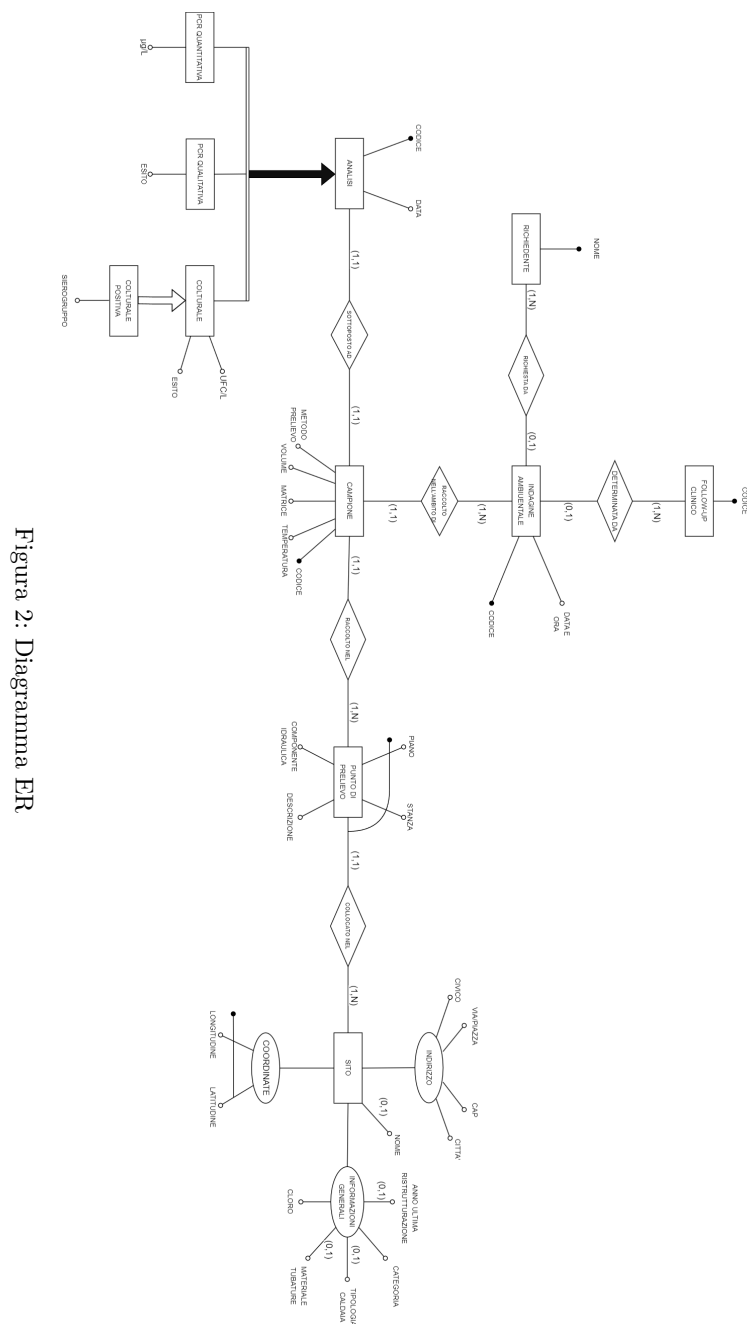 CODICE
FOLLOW-UP
CLINICO
(1,N)
DETERMINATA DA
(0,1)
NOME
DATA E
ORA
RICHIEDENTE
(1,N)
RICHIESTA DA
(0,1)
INDAGINE
AMBIUENTALE
CODICE
(1,N)
RACCOLTO
NELL'AMBITO DI
(1,1)
CODICE
DATA
ANALISI
(1,1)
SOTTOPOSTO AD
(1,1)
CAMPIONE
METODO
PRELIEVO
VOLUME
MATRICE
TEMPERATURA
CODICE
(1,1)
RACCOLTO NEL
(1,N)
PIANO
STANZA
PUNTO DI
PRELIEVO
COMPONENTE
IDRAULICA
DESCRIZIONE
(1,1)
COLLOCATO NEL
(1,N)
CIVICO
VIA/PIAZZA
CAP
CITTA'
INDIRIZZO
SITO
(0,1)
NOME
COORDINATE
LONGITUDINE
LATITUDINE
INFORMAZIONI
GENERALI
ANNO ULTIMA
RISTRUTTURAZIONE
(0,1)
CATEGORIA
(0,1)
TIPOLOGIA
CALDAIA
(0,1)
MATERIALE
TUBATURE
CLORO
PCR QUANTITATIVA
µg/L
PCR QUALITATIVA
ESITO
COLTURALE
UFC/L
ESITO
COLTURALE
POSITIVA
SIEROGRUPPO
Figura 2: Diagramma ER